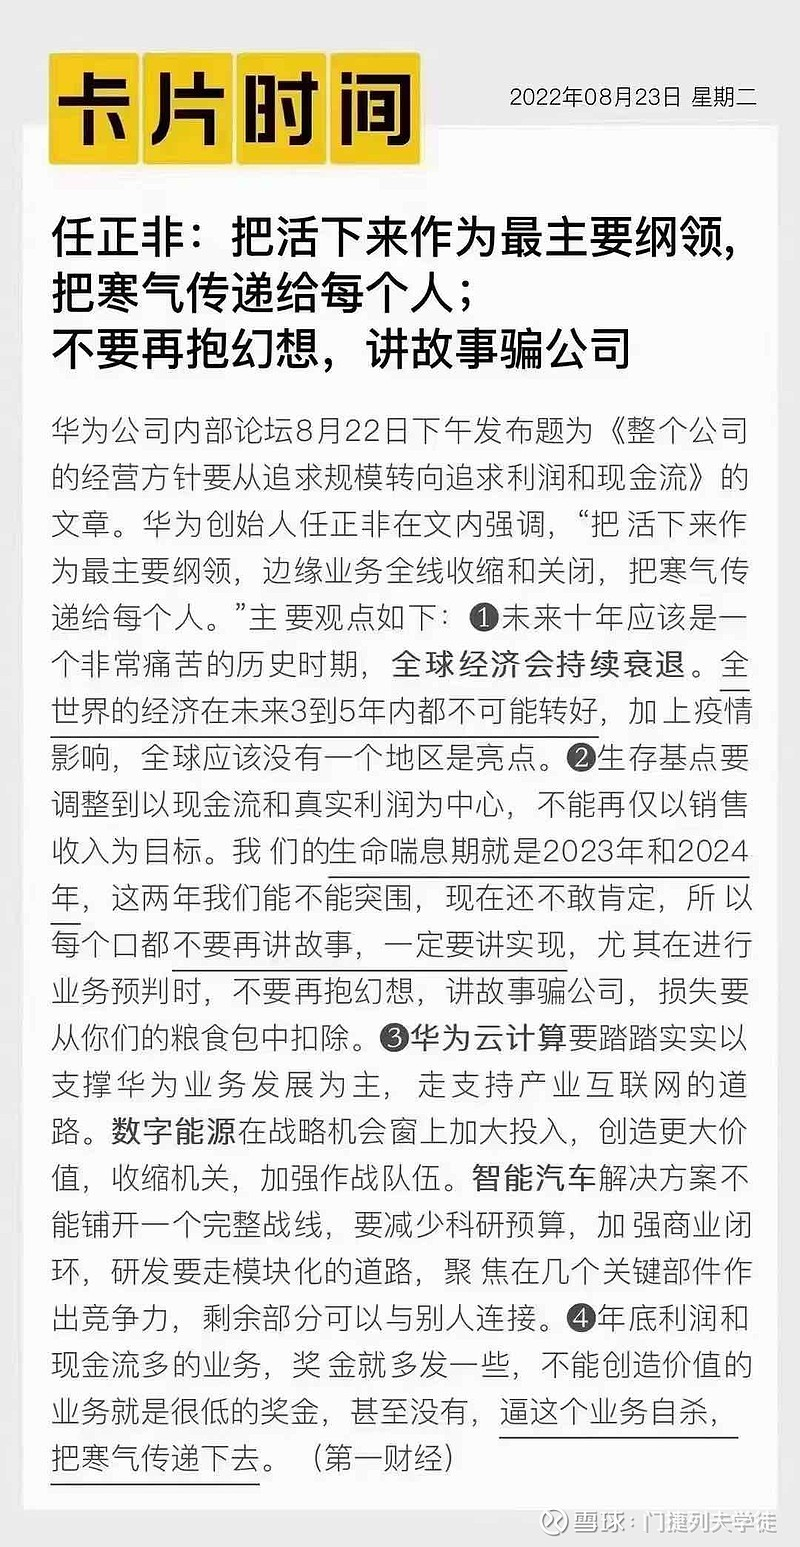 卡片时间
2022年08月23日 星期二
任正非：把活下来作为最主要纲领，
把寒气传递给每个人；
不要再抱幻想，讲故事骗公司
华为公司内部论坛8月22日下午发布题为《整个公司
的经营方针要从追求规模转向追求利润和现金流》的
文章。华为创始人任正非在文内强调，“把 活下来作
为最主要纲领，边缘业务全线收缩和关闭，把寒气传
递给每个人。”主 要观点如下：❶未来十年应该是一
个非常痛苦的历史时期，全球经济会持续衰退。全
世界的经济在未来3到5年内都不可能转好，加上疫情
影响，全球应该没有一个地区是亮点。❷生存基点要
调整到以现金流和真实利润为中心，不能再仅以销售
收入为目标。我 们的生命喘息期就是2023年和2024
年，这两年我们能不能突围，现在还不敢肯定，所 以
每个口都不要再讲故事，一定要讲实现，尤 其在进行
业务预判时，不要再抱幻想，讲故事骗公司，损失要
从你们的粮食包中扣除。❸华为云计算要踏踏实实以
支撑华为业务发展为主，走支持产业互联网的道
路。数字能源在战略机会窗上加大投入，创造更大价
值，收缩机关，加强作战队伍。智能汽车解决方案不
能铺开一个完整战线，要减少科研预算，加 强商业闭
环，研发要走模块化的道路，聚 焦在几个关键部件作
出竞争力，剩余部分可以与别人连接。❹年底利润和
现金流多的业务，奖 金就多发一些，不能创造价值的
业务就是很低的奖金，甚至没有，逼这个业务自杀，
把寒气传递下去。（第一财经）
雪球：门捷列夫学徒